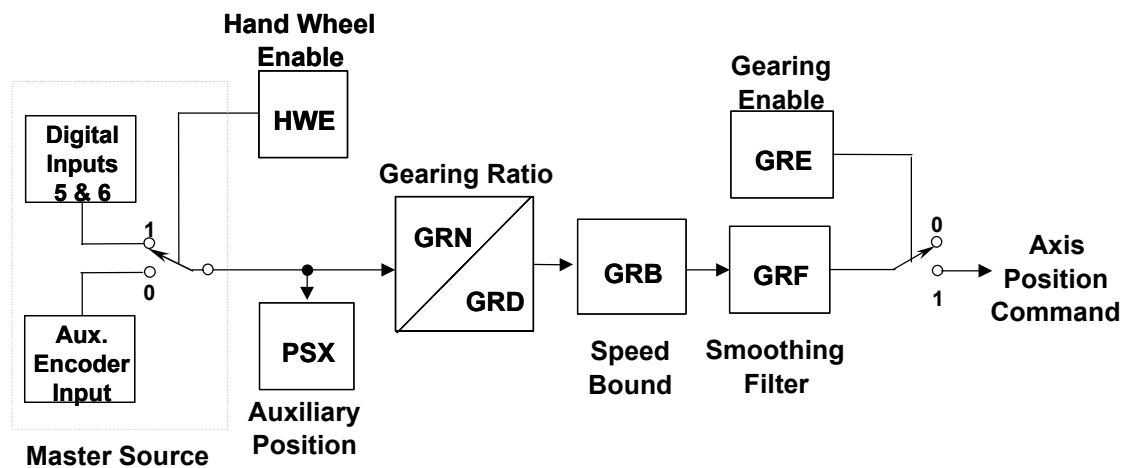 Hand Wheel
Enable
HWE
Gearing
Enable
GRE
Digital
Inputs
5 & 6
1
0
Aux.
Encoder
Input
Master Source
PSX
Auxiliary
Position
Gearing Ratio
GRN
GRD
GRB
Speed
Bound
GRF
Smoothing
Filter
0
1
Axis
Position
Command